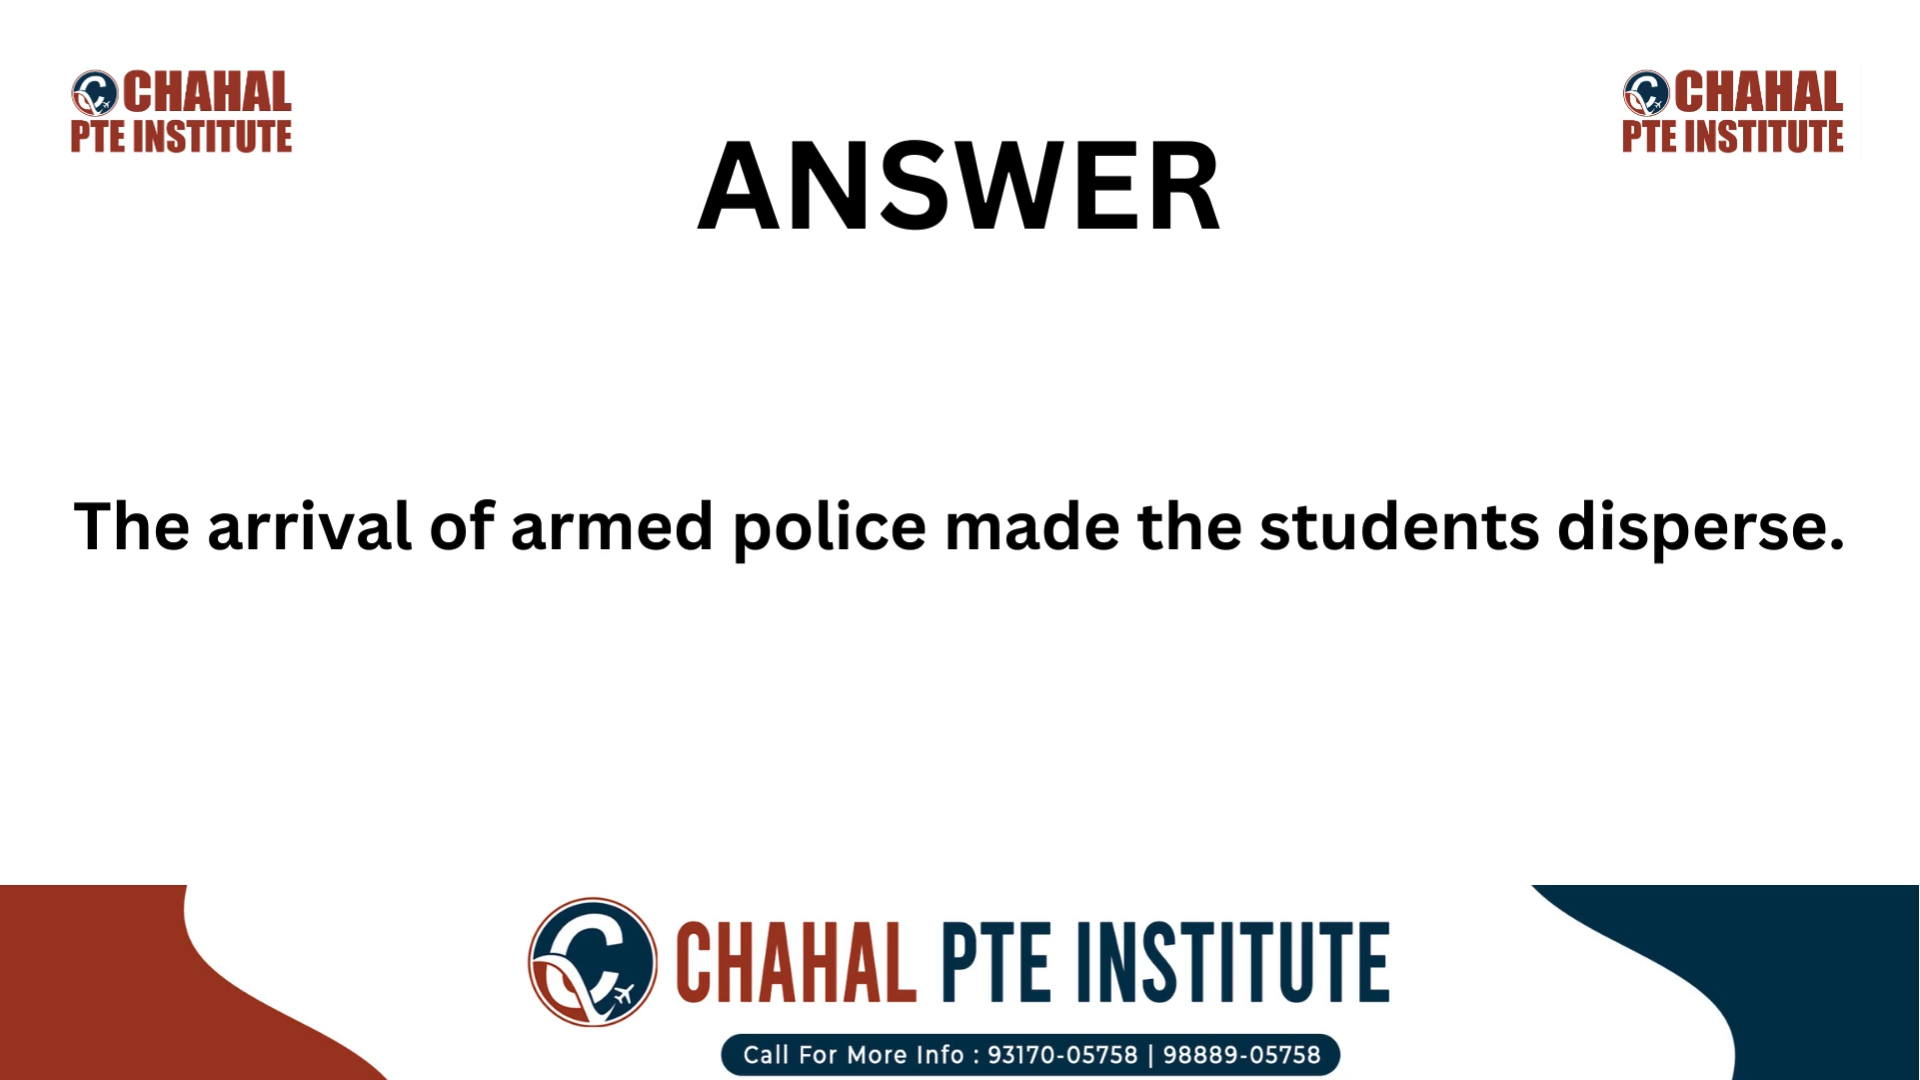 CHAHAL
PTE INSTITUTE
CHAHAL
PTE INSTITUTE
ANSWER
The arrival of armed police made the students disperse.
CHAHAL PTE INSTITUTE
Call For More Info : 93170-05758 | 98889-05758